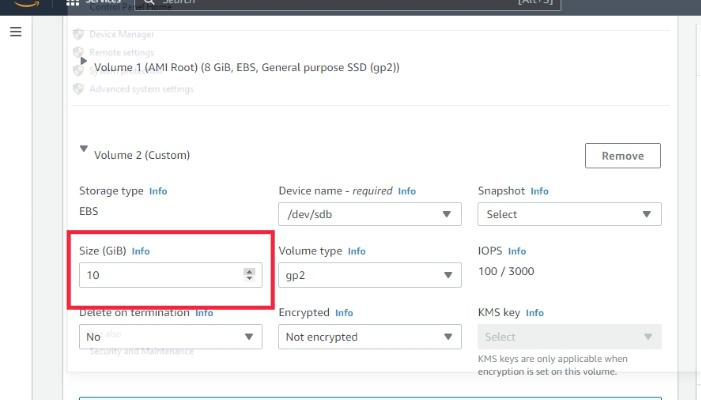 Services Search [Alt+S]
Control Panel Home
Device Manager
Remote settings
Volume 1 (AMI Root) (8 GiB, EBS, General purpose SSD (gp2))
Advanced system settings
Volume 2 (Custom) Remove
Storage type Info Device name - required Info Snapshot Info
EBS /dev/sdb Select
Size (GiB) Info Volume type Info IOPS Info
10 gp2 100 / 3000
Delete on termination Info Encrypted Info KMS key Info
No Not encrypted Select
Security and Maintenance
KMS keys are only applicable when
encryption is set on this volume.